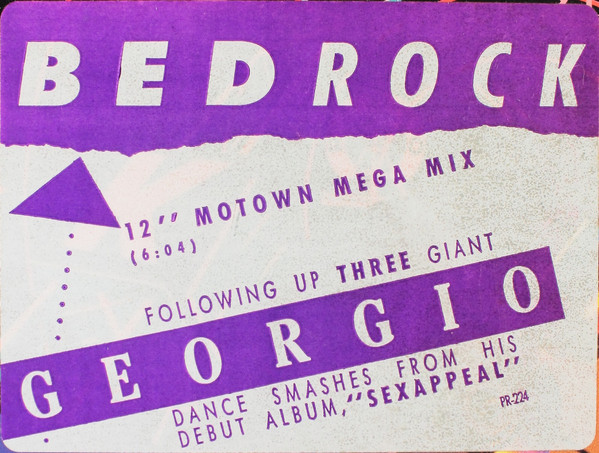 BEDROCK
12" MOTOWN MEGA MIX
(6:04)
FOLLOWING UP THREE GIANT
GEORGIO
DANCE SMASHES FROM HIS
DEBUT ALBUM,"SEXAPPEAL"
PR-224